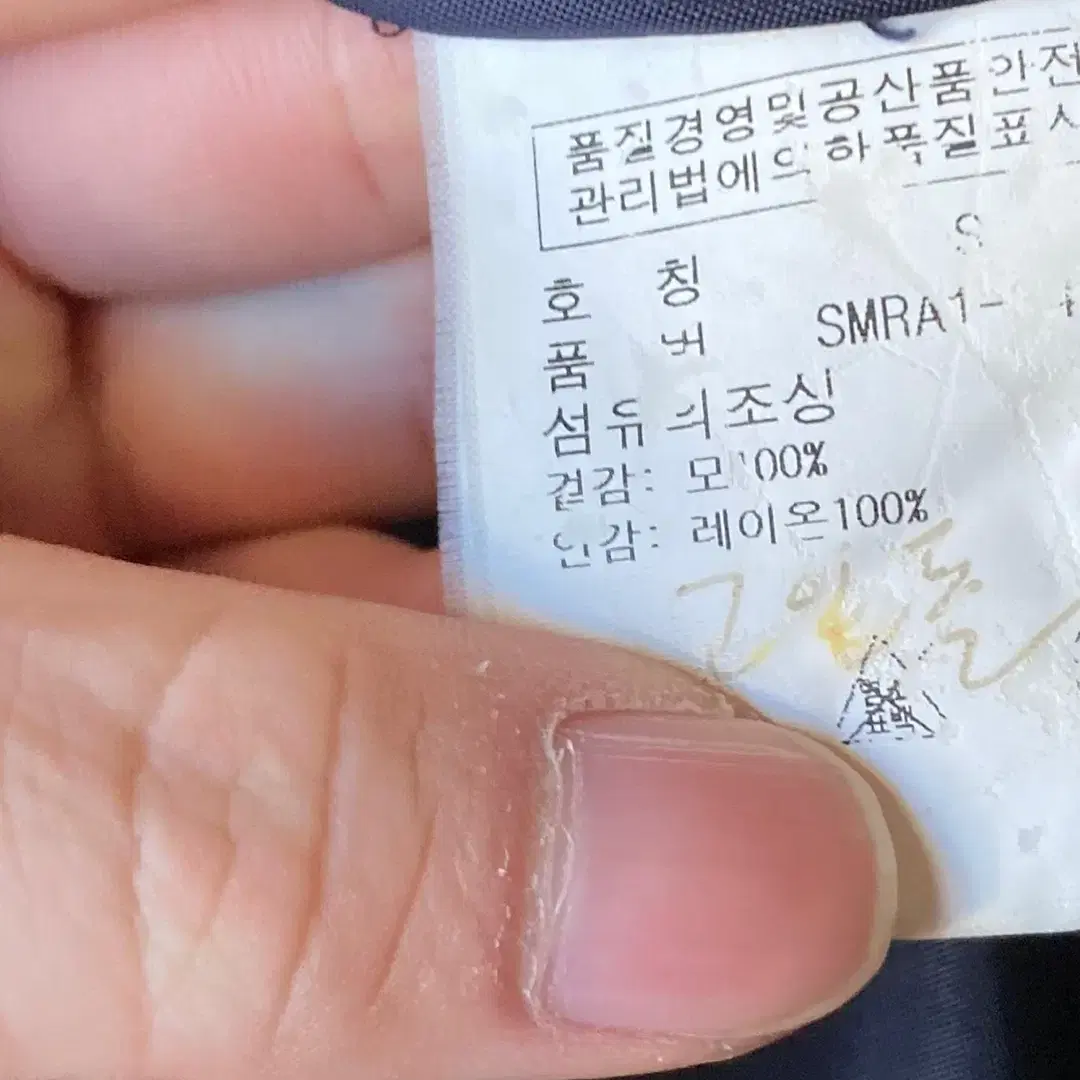 품질경영및공산품안전
관리법에의하 품질표시
호 칭 S
품 번 SMRA1-
섬유의조성
겉감: 모100%
안감: 레이온100%
표백